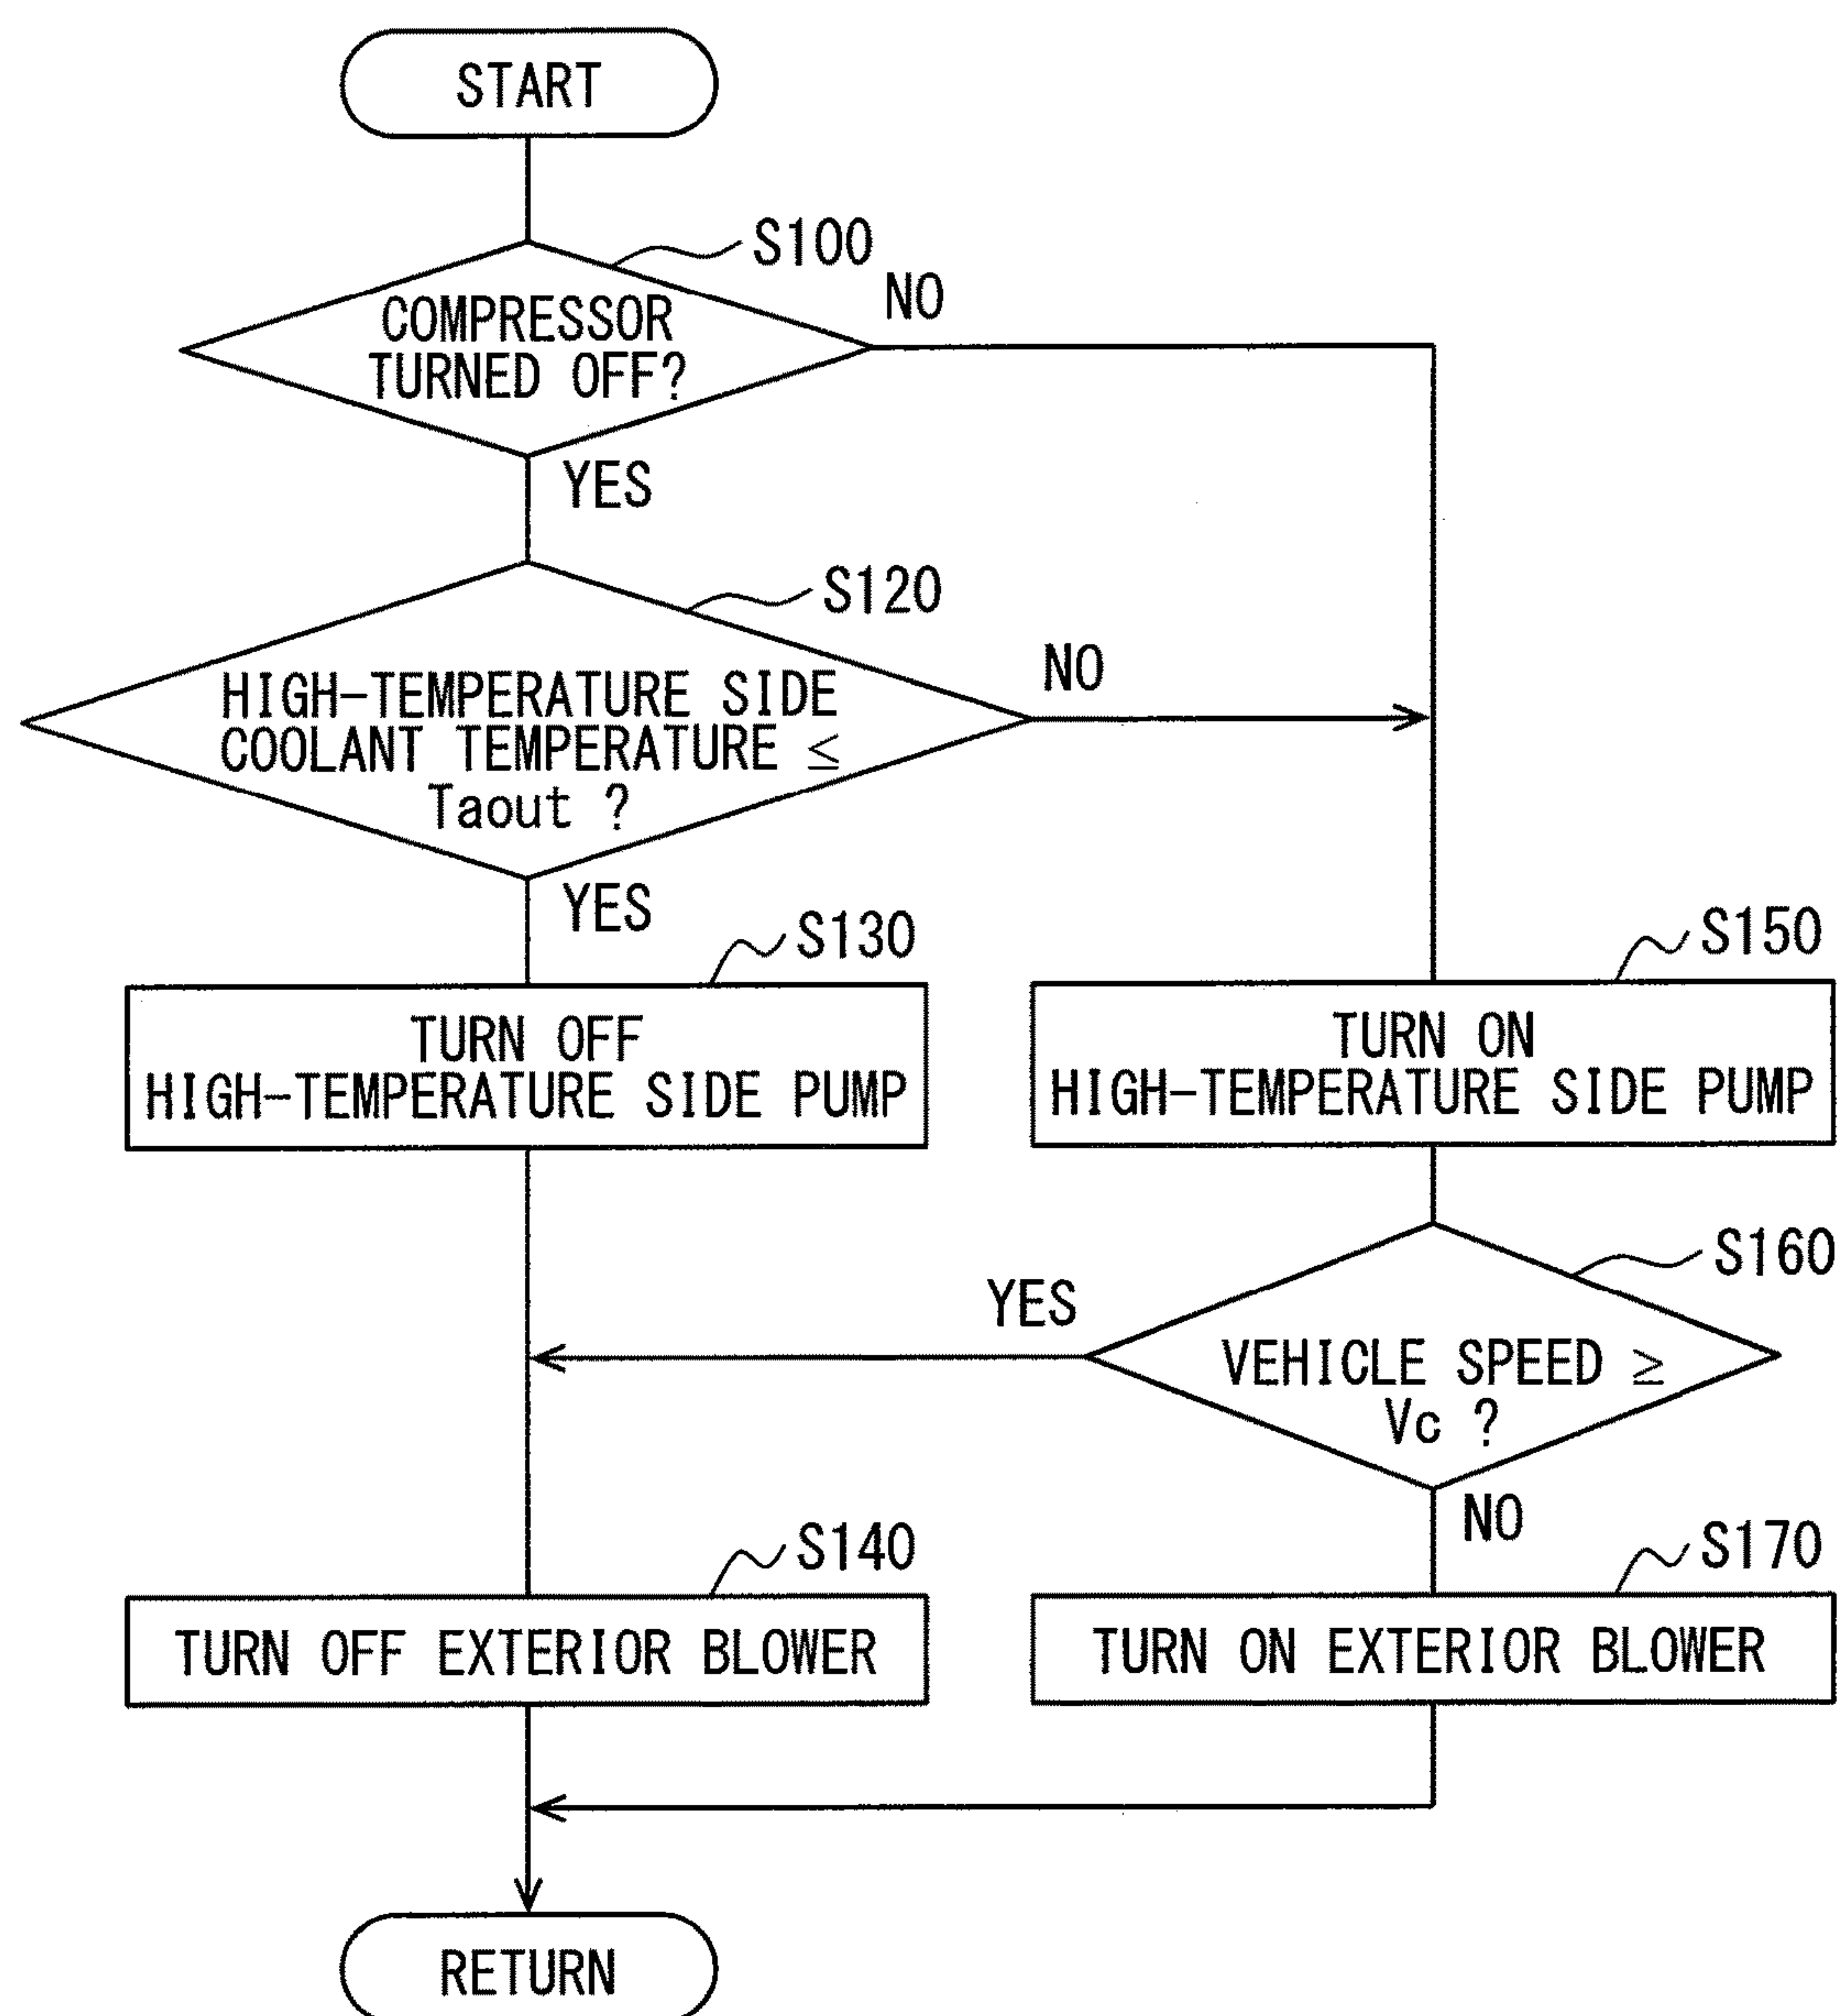 START
S100
COMPRESSOR
TURNED OFF?
NO
YES
S120
HIGH-TEMPERATURE SIDE
COOLANT TEMPERATURE ≤
Taout ?
NO
YES
S130
TURN OFF
HIGH-TEMPERATURE SIDE PUMP
S150
TURN ON
HIGH-TEMPERATURE SIDE PUMP
S160
VEHICLE SPEED ≥
Vc ?
YES
NO
S140
TURN OFF EXTERIOR BLOWER
S170
TURN ON EXTERIOR BLOWER
RETURN